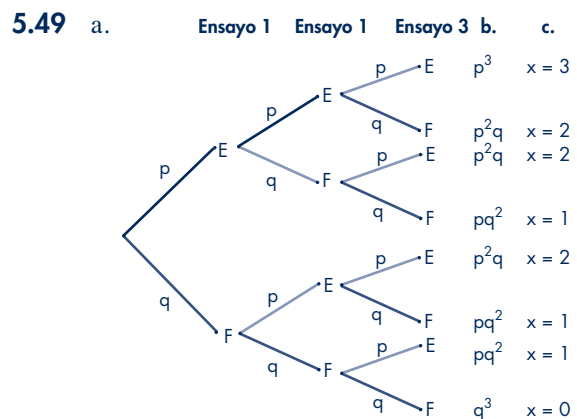 5.49 a. Ensayo 1 Ensayo 1 Ensayo 3 b. c.
p E p³ x = 3
E
p
q F p²q x = 2
E p E p²q x = 2
p
q F
q F pq² x = 1
p E p²q x = 2
q p E
q F pq² x = 1
F p E pq² x = 1
q F
q F q³ x = 0